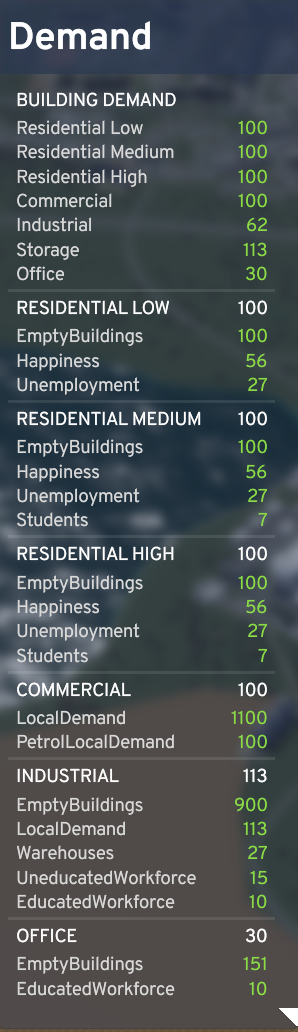 Demand
BUILDING DEMAND
Residential Low 100
Residential Medium 100
Residential High 100
Commercial 100
Industrial 62
Storage 113
Office 30
RESIDENTIAL LOW 100
EmptyBuildings 100
Happiness 56
Unemployment 27
RESIDENTIAL MEDIUM 100
EmptyBuildings 100
Happiness 56
Unemployment 27
Students 7
RESIDENTIAL HIGH 100
EmptyBuildings 100
Happiness 56
Unemployment 27
Students 7
COMMERCIAL 100
LocalDemand 1100
PetrolLocalDemand 100
INDUSTRIAL 113
EmptyBuildings 900
LocalDemand 113
Warehouses 27
UneducatedWorkforce 15
EducatedWorkforce 10
OFFICE 30
EmptyBuildings 151
EducatedWorkforce 10